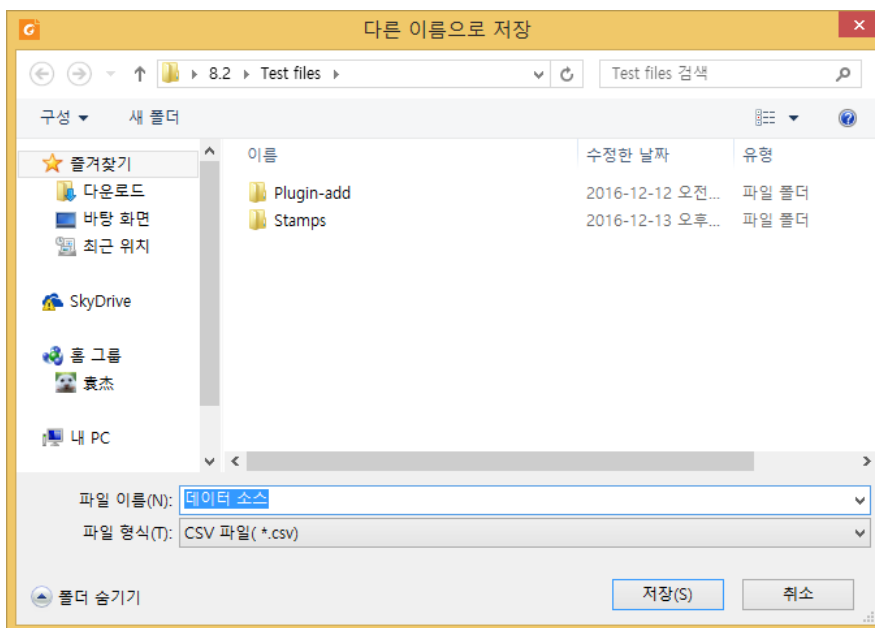 다른 이름으로 저장
8.2 Test files
Test files 검색
구성 새 폴더
이름 수정한 날짜 유형
즐겨찾기
다운로드
바탕 화면
최근 위치
SkyDrive
홈 그룹
袁杰
내 PC
Plugin-add 2016-12-12 오전... 파일 폴더
Stamps 2016-12-13 오후... 파일 폴더
파일 이름(N): 데이터 소스
파일 형식(T): CSV 파일( *.csv)
폴더 숨기기
저장(S)
취소